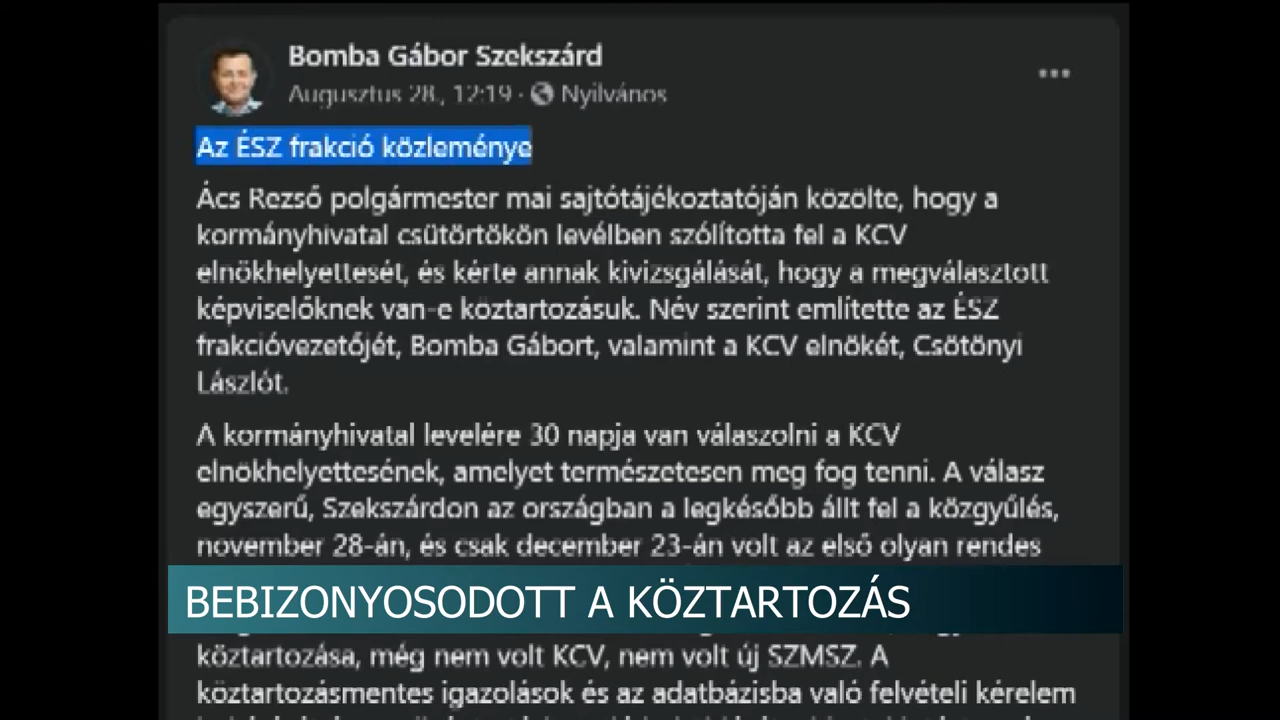 Bomba Gábor Szekszárd
Augusztus 28., 12:19 · Nyilvános
Az ÉSZ frakció közleménye
Ács Rezső polgármester mai sajtótájékoztatóján közölte, hogy a
kormányhivatal csütörtökön levélben szólította fel a KCV
elnökhelyettesét, és kérte annak kivizsgálását, hogy a megválasztott
képviselőknek van-e köztartozásuk. Név szerint említette az ÉSZ
frakcióvezetőjét, Bomba Gábort, valamint a KCV elnökét, Csötönyi
Lászlót.
A kormányhivatal levelére 30 napja van válaszolni a KCV
elnökhelyettesének, amelyet természetesen meg fog tenni. A válasz
egyszerű, Szekszárdon az országban a legkésőbb állt fel a közgyűlés,
november 28-án, és csak december 23-án volt az első olyan rendes
BEBIZONYOSODOTT A KÖZTARTOZÁS
köztartozása, még nem volt KCV, nem volt új SZMSZ. A
köztartozásmentes igazolások és az adatbázisba való felvételi kérelem